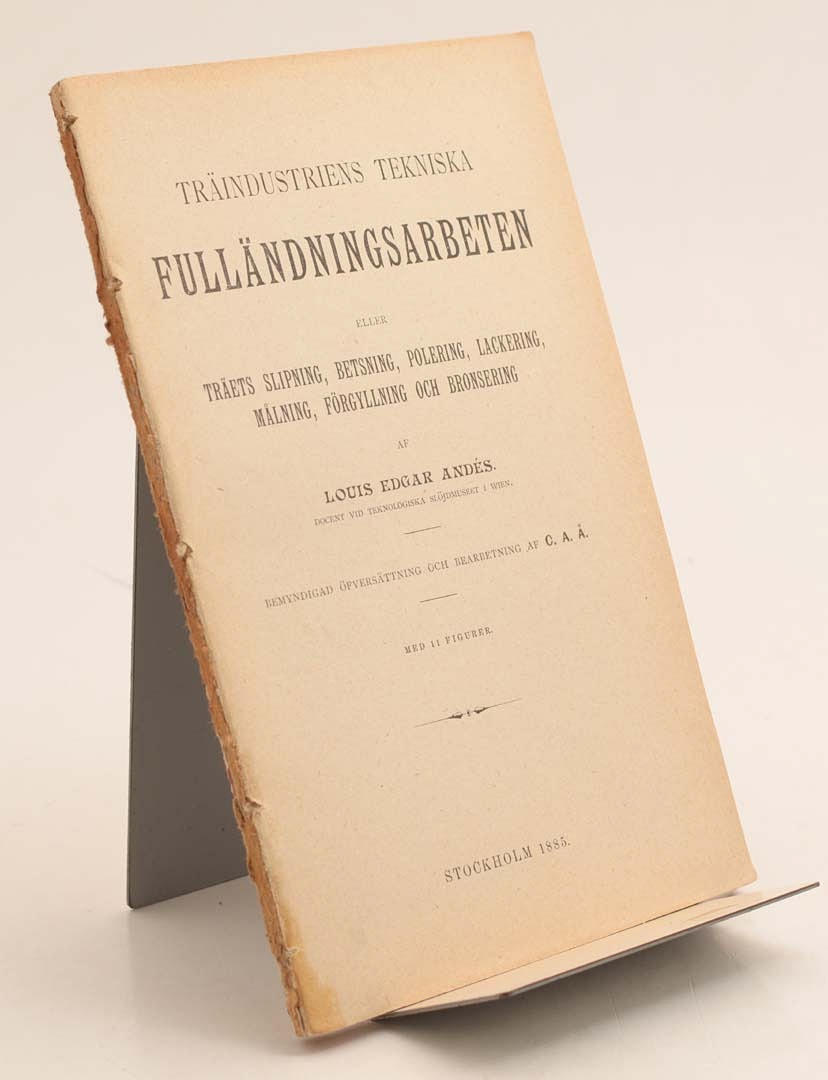 TRÄINDUSTRIENS TEKNISKA
FULLÄNDNINGSARBETEN
ELLER
TRÄETS SLIPNING, BETSNING, POLERING, LACKERING,
MÅLNING, FÖRGYLLNING OCH BRONSERING
AF
LOUIS EDGAR ANDÉS.
DOCENT VID TEKNOLOGISKA SLÖJDMUSEET I WIEN.
BEMYNDIGAD ÖFVERSÄTTNING OCH BEARBETNING AF C. A. Å.
MED 11 FIGURER.
STOCKHOLM 1885.